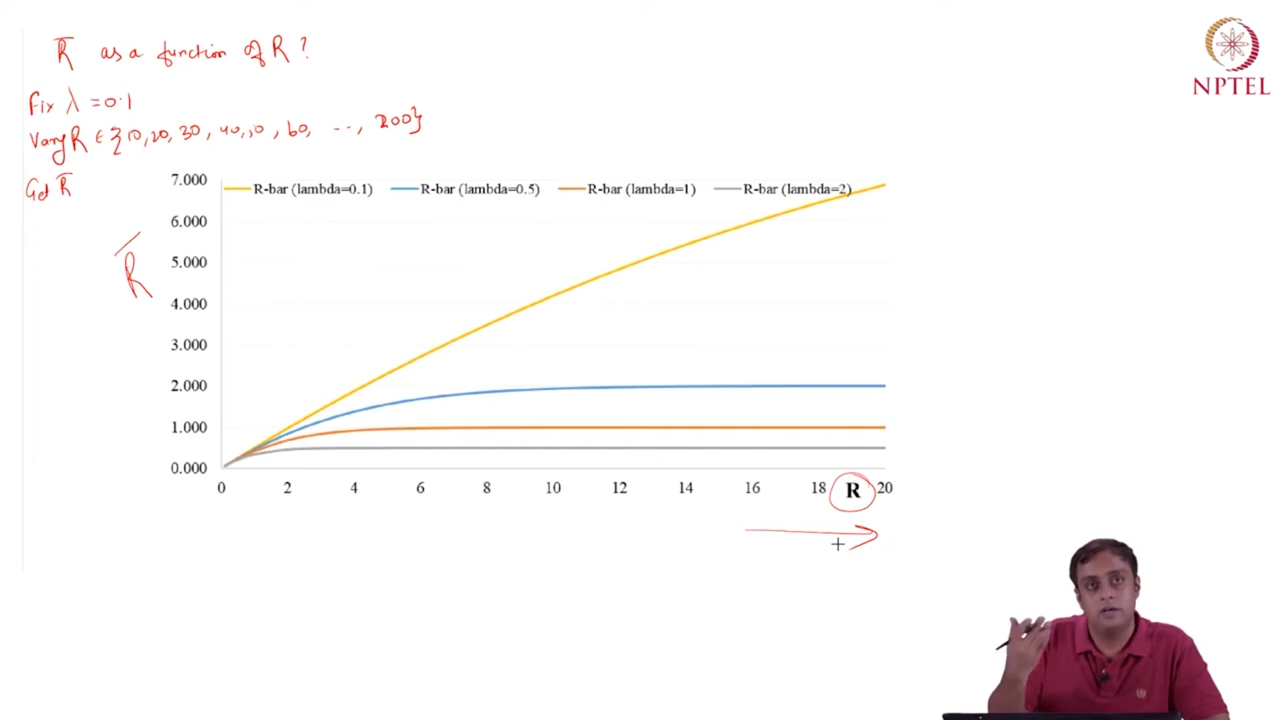 R̄ as a function of R ?
NPTEL
Fix λ = 0.1
Vary R ∈ {10, 20, 30, 40, 50, 60, ..., 200}
Get R̄
7.000
R-bar (lambda=0.1) R-bar (lambda=0.5) R-bar (lambda=1) R-bar (lambda=2)
6.000
5.000
R̄
4.000
3.000
2.000
1.000
0.000
0 2 4 6 8 10 12 14 16 18 R 20